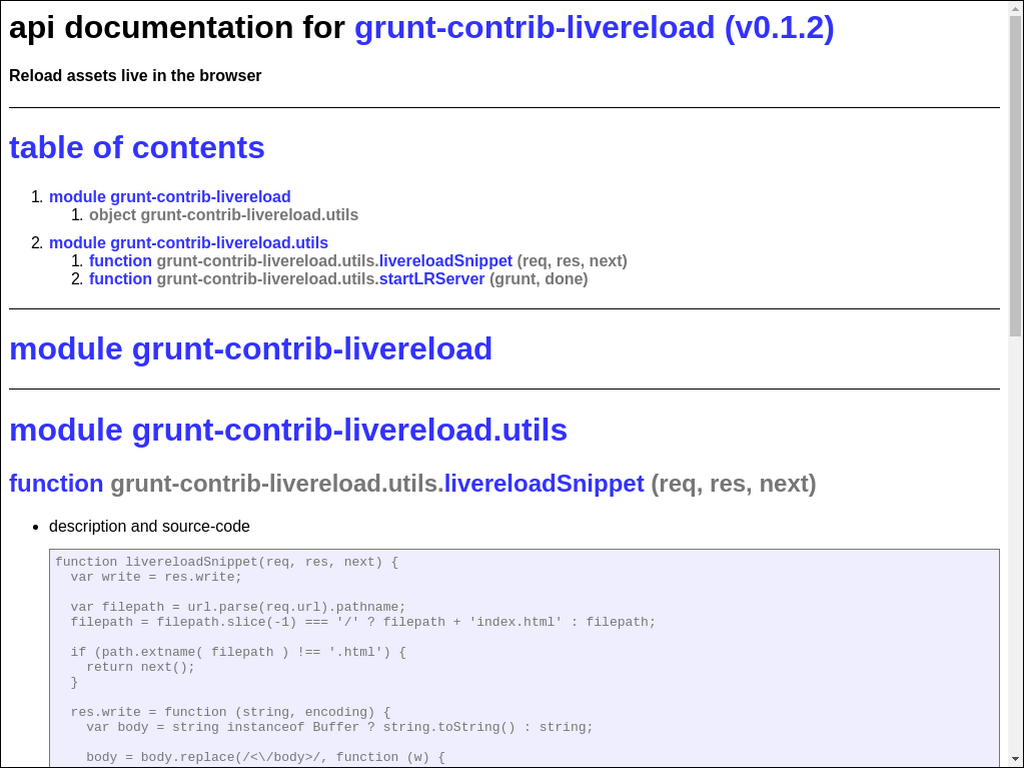 api documentation for grunt-contrib-livereload (v0.1.2)
Reload assets live in the browser
table of contents
1. module grunt-contrib-livereload
1. object grunt-contrib-livereload.utils
2. module grunt-contrib-livereload.utils
1. function grunt-contrib-livereload.utils.livereloadSnippet (req, res, next)
2. function grunt-contrib-livereload.utils.startLRServer (grunt, done)
module grunt-contrib-livereload
module grunt-contrib-livereload.utils
function grunt-contrib-livereload.utils.livereloadSnippet (req, res, next)
• description and source-code
function livereloadSnippet(req, res, next) {
  var write = res.write;
  var filepath = url.parse(req.url).pathname;
  filepath = filepath.slice(-1) === '/' ? filepath + 'index.html' : filepath;
  if (path.extname( filepath ) !== '.html') {
    return next();
  }
  res.write = function (string, encoding) {
    var body = string instanceof Buffer ? string.toString() : string;
    body = body.replace(/<\/body>/, function (w) {